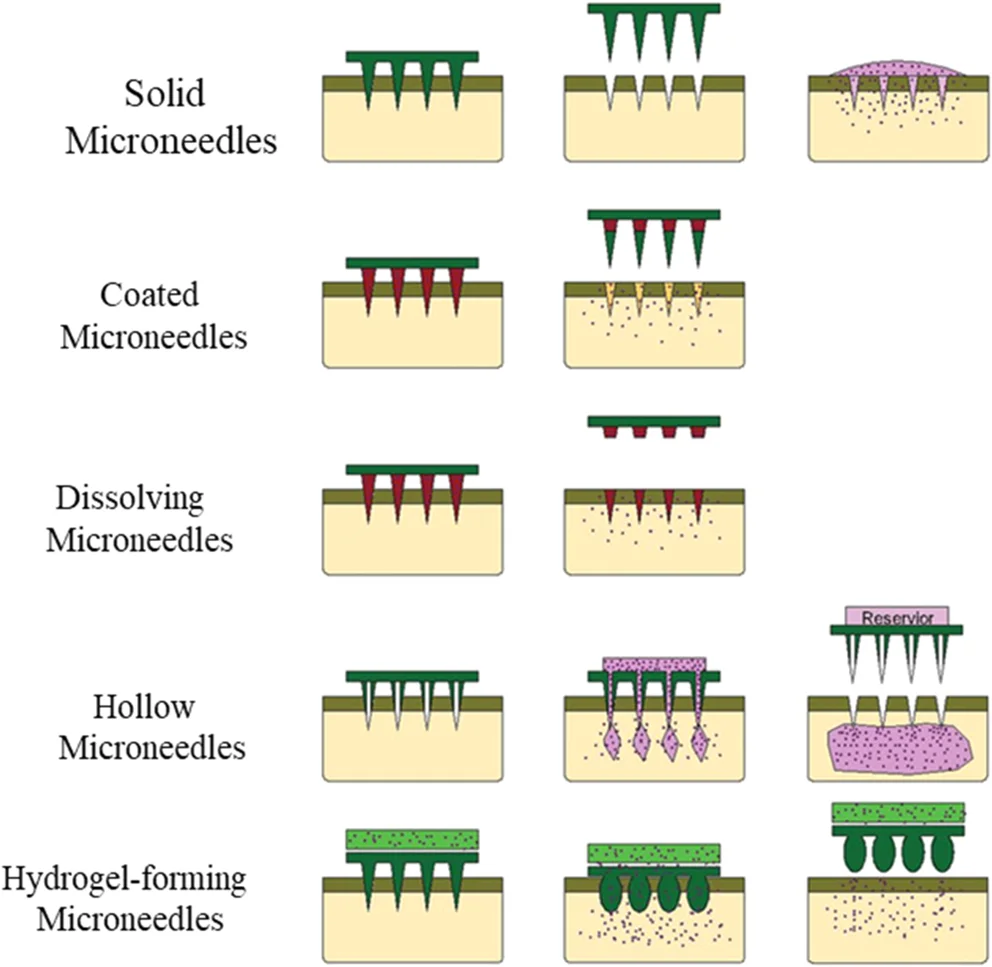 Solid
Microneedles
Coated
Microneedles
Dissolving
Microneedles
Reservior
Hollow
Microneedles
Hydrogel-forming
Microneedles